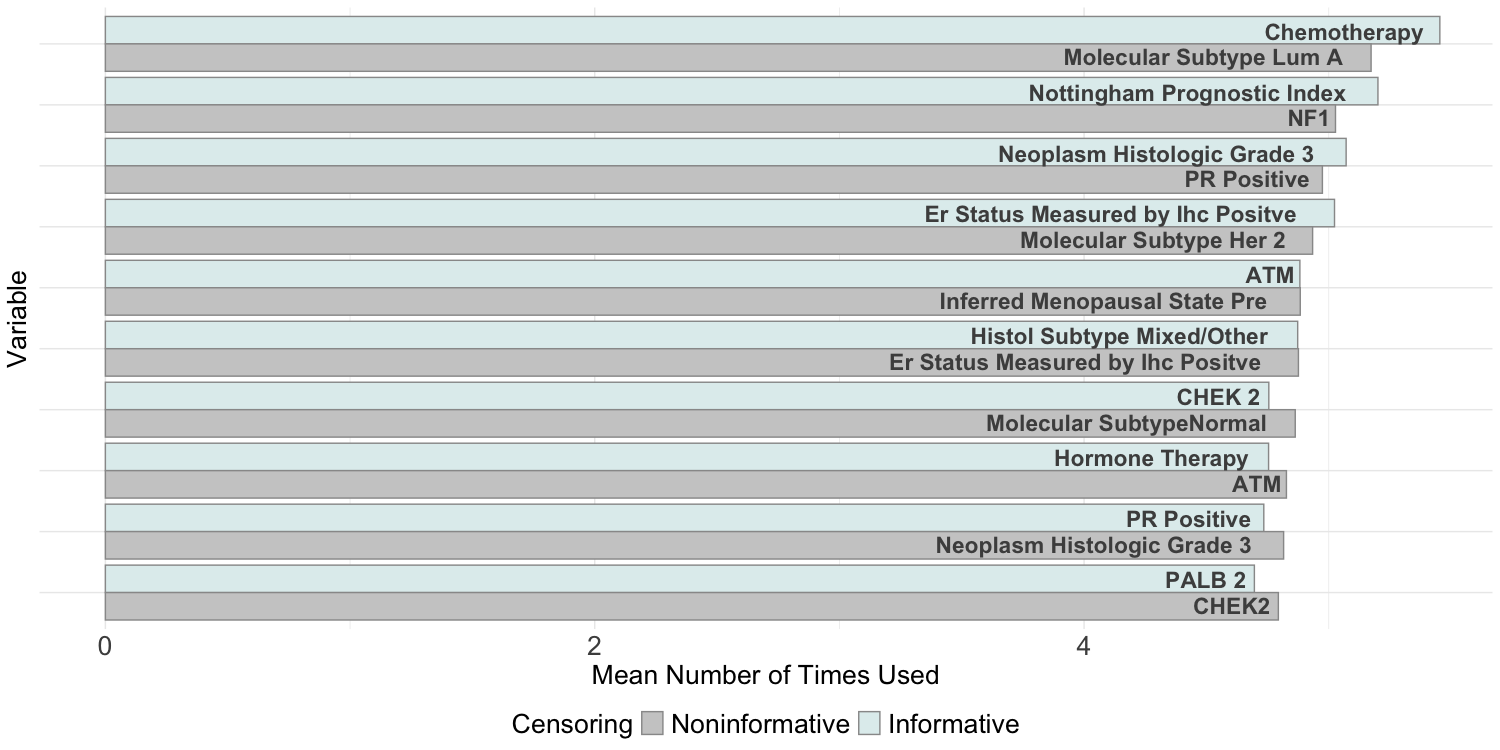 Chemotherapy
Molecular Subtype Lum A
Nottingham Prognostic Index
NF1
Neoplasm Histologic Grade 3
PR Positive
Er Status Measured by Ihc Positve
Molecular Subtype Her 2
ATM
Inferred Menopausal State Pre
Histol Subtype Mixed/Other
Er Status Measured by Ihc Positve
CHEK 2
Molecular SubtypeNormal
Hormone Therapy
ATM
PR Positive
Neoplasm Histologic Grade 3
PALB 2
CHEK2
Variable
0 2 4
Mean Number of Times Used
Censoring Noninformative Informative